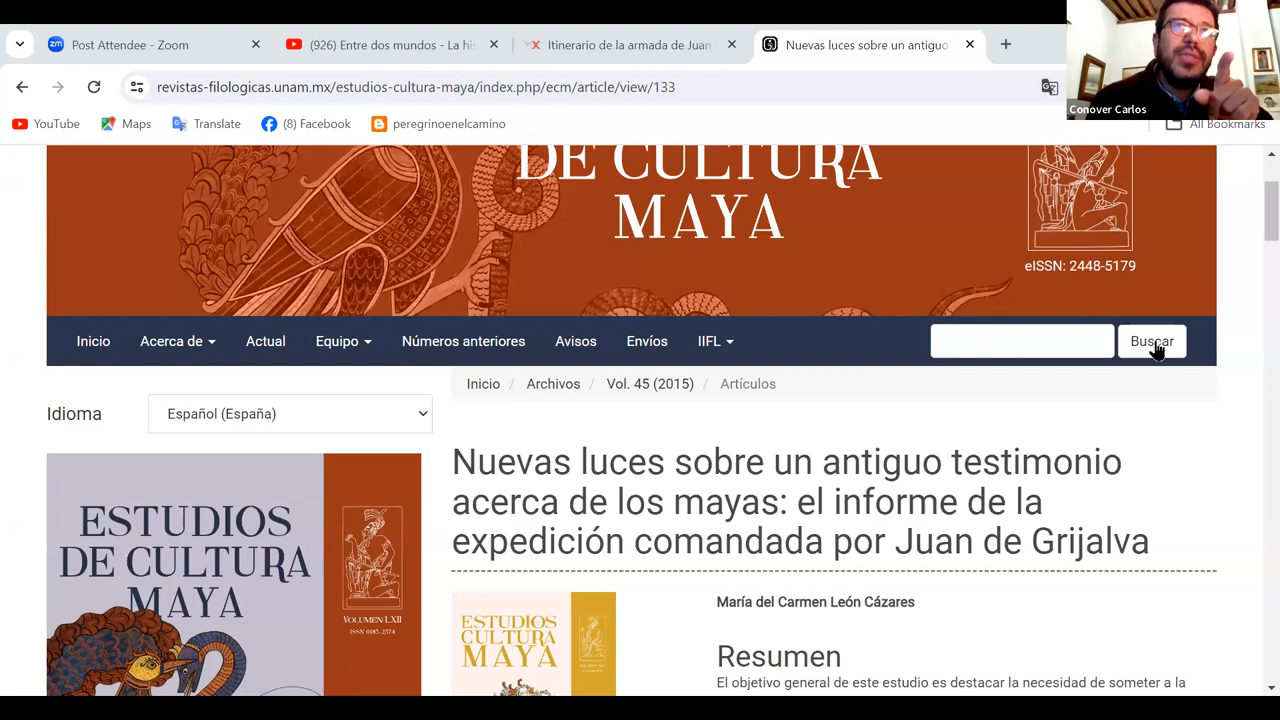 Post Attendee - Zoom
(926) Entre dos mundos - La his
Itinerario de la armada de Juan
Nuevas luces sobre un antiguo
revistas-filologicas.unam.mx/estudios-cultura-maya/index.php/ecm/article/view/133
YouTube
Maps
Translate
(8) Facebook
peregrinoenelcamino
All Bookmarks
Conover Carlos
DE CULTURA
MAYA
eISSN: 2448-5179
Inicio
Acerca de
Actual
Equipo
Números anteriores
Avisos
Envíos
IIFL
Buscar
Inicio / Archivos / Vol. 45 (2015) / Artículos
Idioma
Español (España)
Nuevas luces sobre un antiguo testimonio
acerca de los mayas: el informe de la
expedición comandada por Juan de Grijalva
ESTUDIOS
DE CULTURA
MAYA
VOLUMEN LXII
ISSN 0185-2574
ESTUDIOS
CULTURA
MAYA
María del Carmen León Cázares
Resumen
El objetivo general de este estudio es destacar la necesidad de someter a la